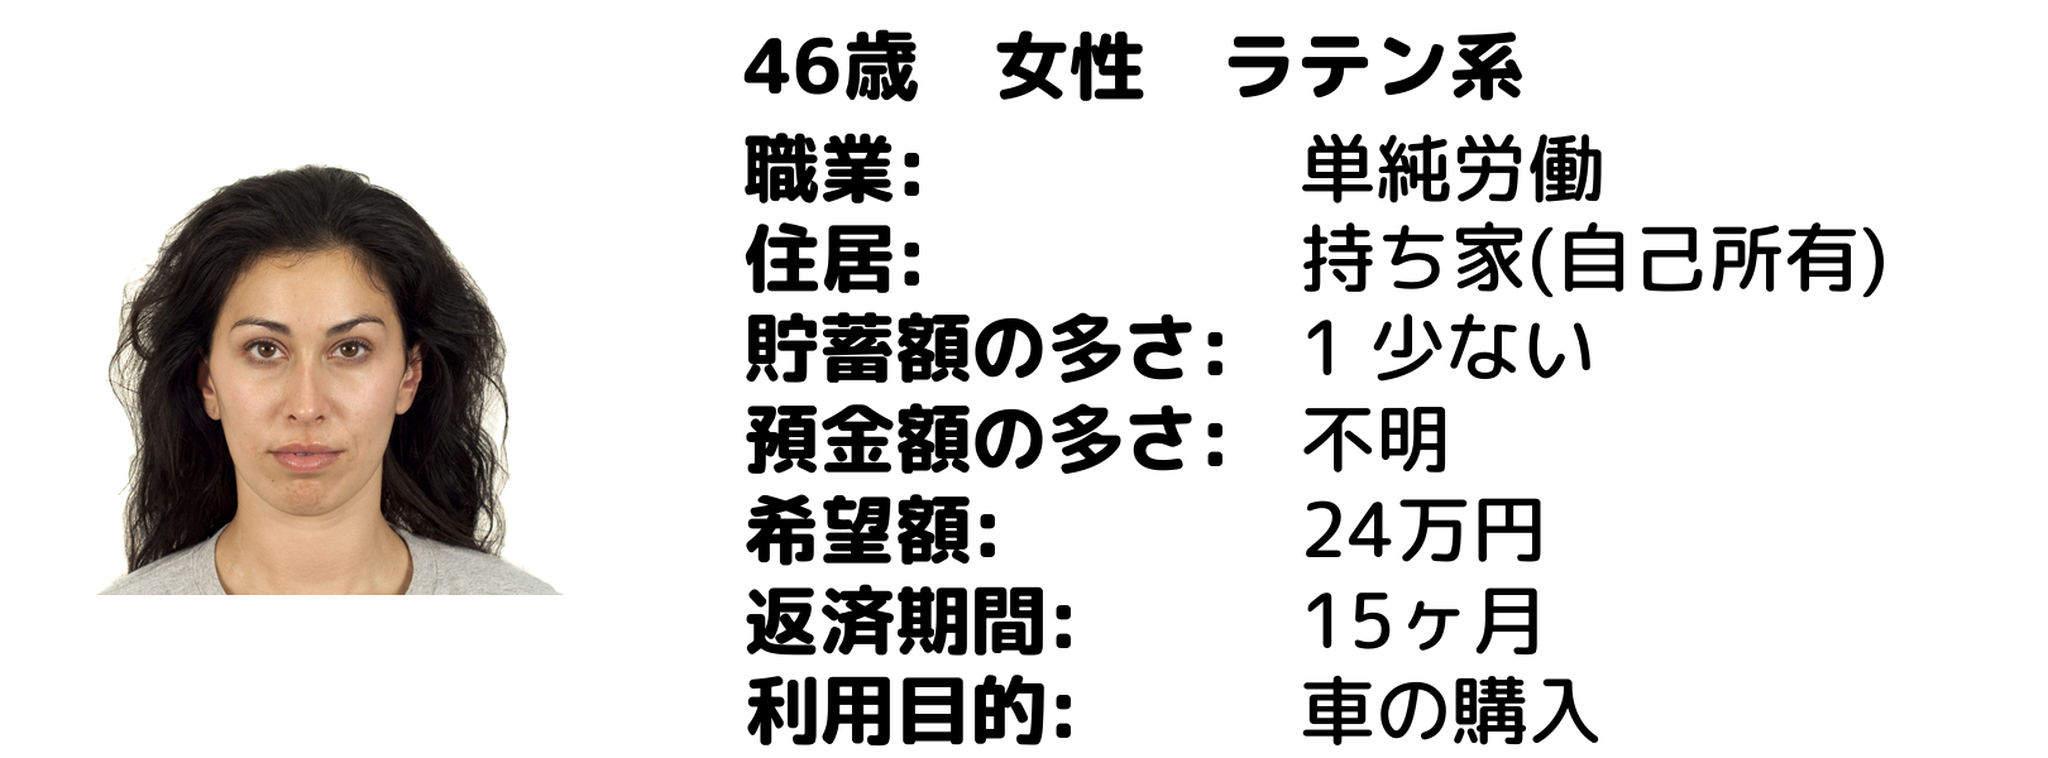 46歳　女性　ラテン系
職業: 単純労働
住居: 持ち家(自己所有)
貯蓄額の多さ: 1 少ない
預金額の多さ: 不明
希望額: 24万円
返済期間: 15ヶ月
利用目的: 車の購入